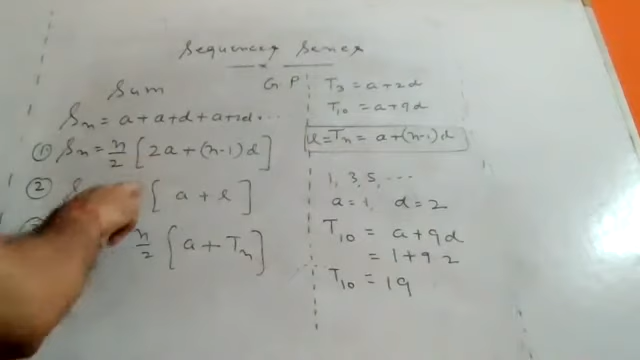 Sequences Series
Sum
G.P
Sn = a + a+d + a+2d ...
① Sn = n/2 [2a + (n-1)d]
② [a + l]
n/2 [a + Tn]
T3 = a+2d
T10 = a+9d
l = Tn = a+(n-1)d
1, 3, 5, ...
a = 1, d = 2
T10 = a+9d
= 1+9 2
T10 = 19